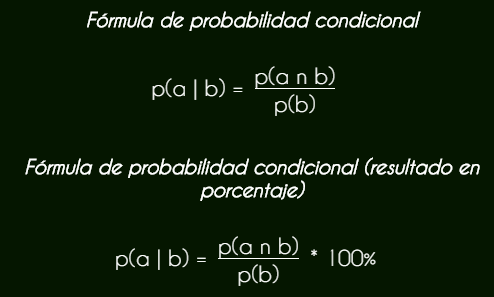 Fórmula de probabilidad condicional
p(a | b) = p(a n b)
p(b)
Fórmula de probabilidad condicional (resultado en
porcentaje)
p(a | b) = p(a n b) * 100%
p(b)